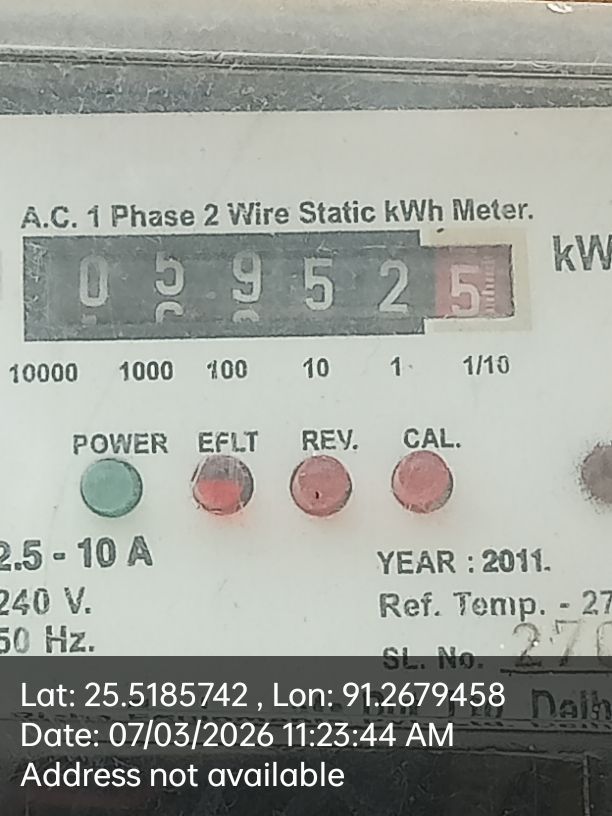 A.C. 1 Phase 2 Wire Static kWh Meter.
0 5 9 5 2 5 kW
10000 1000 100 10 1 1/10
POWER EFLT REV. CAL.
2.5 - 10 A
240 V.
50 Hz.
YEAR : 2011.
Ref. Temp. - 27
SL. No. 270
Delh
Lat: 25.5185742 , Lon: 91.2679458
Date: 07/03/2026 11:23:44 AM
Address not available